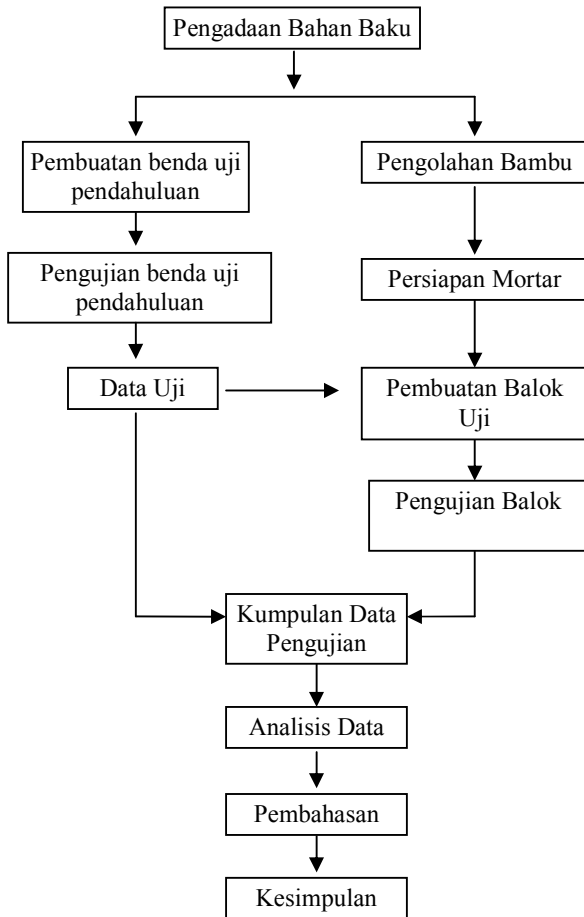 Pengadaan Bahan Baku
Pembuatan benda uji
pendahuluan
Pengolahan Bambu
Pengujian benda uji
pendahuluan
Persiapan Mortar
Data Uji
Pembuatan Balok
Uji
Pengujian Balok
Kumpulan Data
Pengujian
Analisis Data
Pembahasan
Kesimpulan